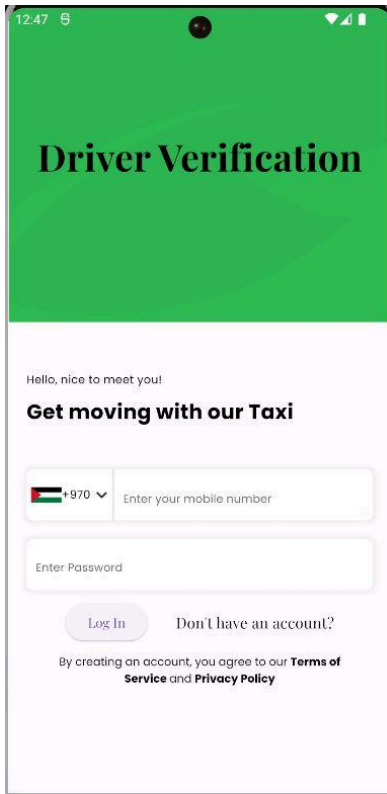 12:47
Driver Verification
Hello, nice to meet you!
Get moving with our Taxi
+970 Enter your mobile number
Enter Password
Log In Don't have an account?
By creating an account, you agree to our Terms of
Service and Privacy Policy